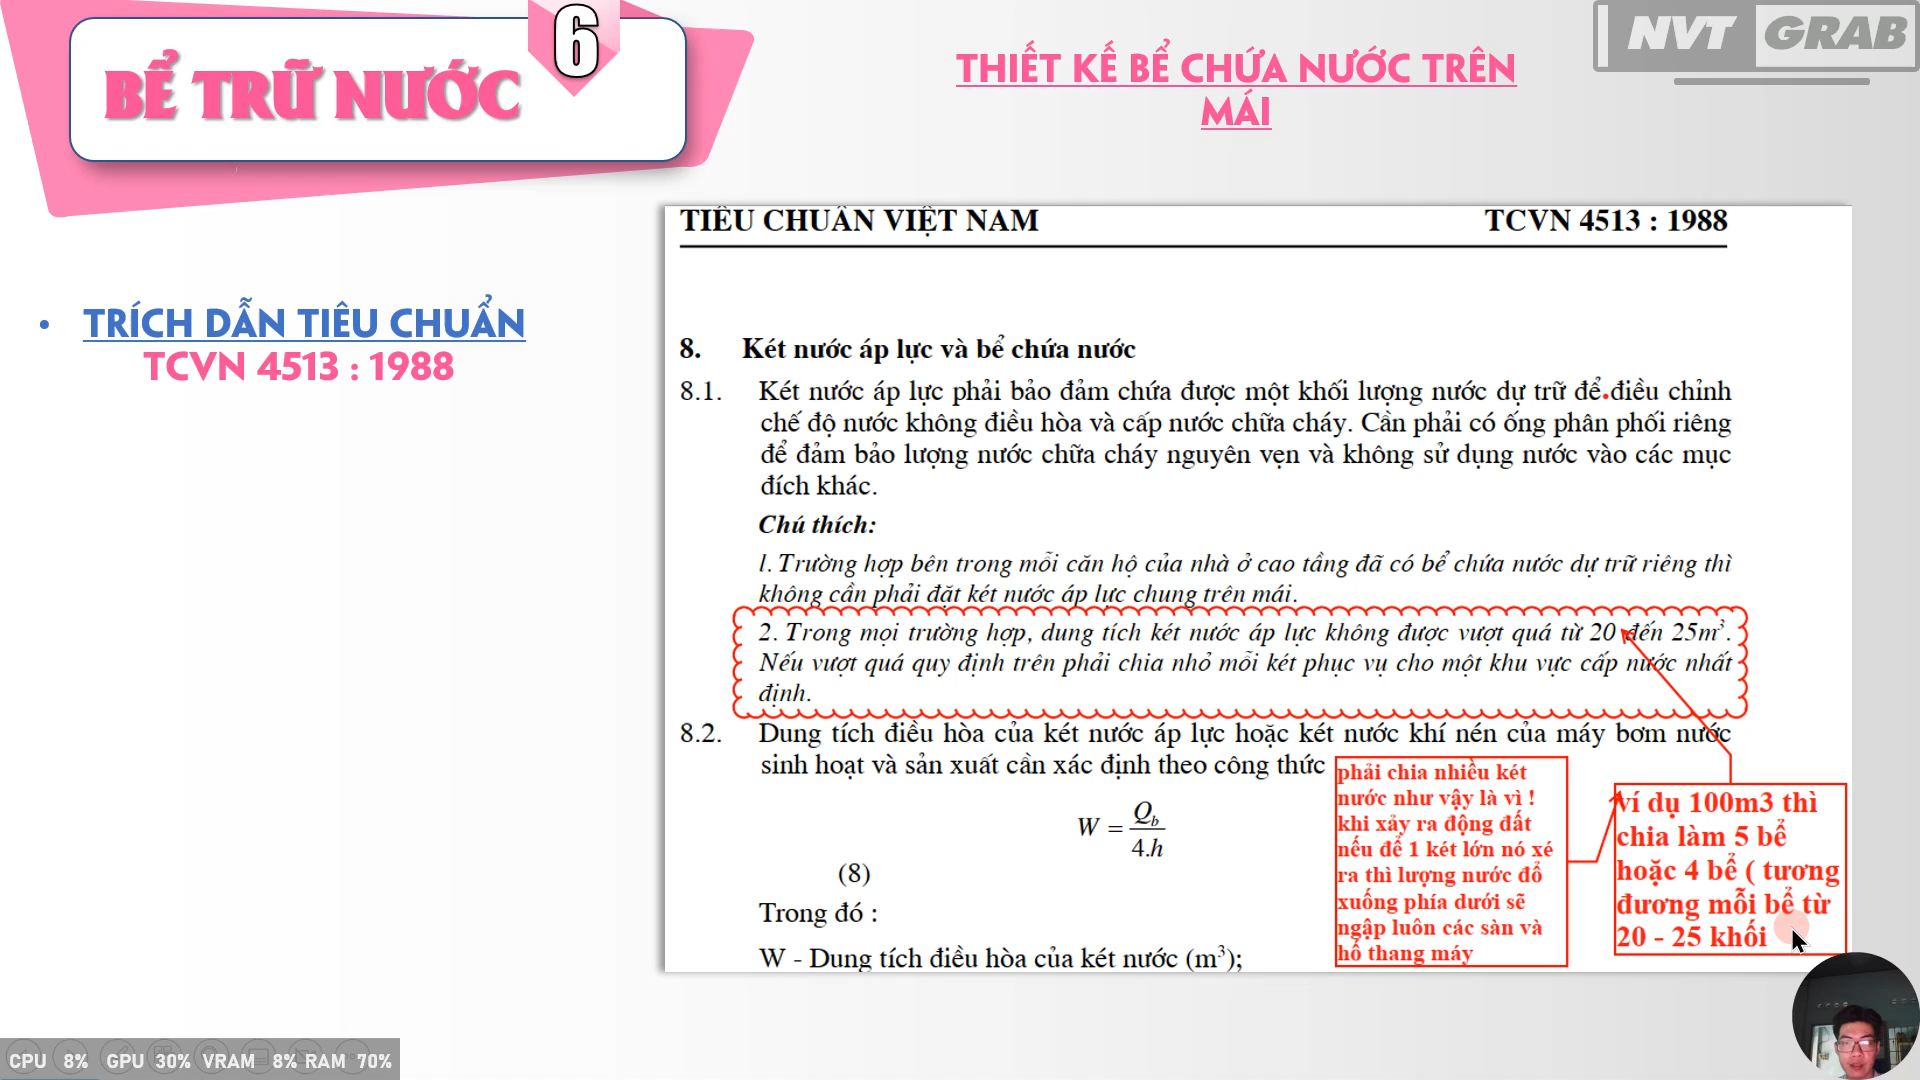 6
BỂ TRỮ NƯỚC
THIẾT KẾ BỂ CHỨA NƯỚC TRÊN
MÁI
NVT GRAB
TRÍCH DẪN TIÊU CHUẨN
TCVN 4513 : 1988
TIÊU CHUẨN VIỆT NAM TCVN 4513 : 1988
8. Két nước áp lực và bể chứa nước
8.1. Két nước áp lực phải bảo đảm chứa được một khối lượng nước dự trữ để điều chỉnh
chế độ nước không điều hòa và cấp nước chữa cháy. Cần phải có ống phân phối riêng
để đảm bảo lượng nước chữa cháy nguyên vẹn và không sử dụng nước vào các mục
đích khác.
Chú thích:
l. Trường hợp bên trong mỗi căn hộ của nhà ở cao tầng đã có bể chứa nước dự trữ riêng thì
không cần phải đặt két nước áp lực chung trên mái.
2. Trong mọi trường hợp, dung tích két nước áp lực không được vượt quá từ 20 đến 25m³.
Nếu vượt quá quy định trên phải chia nhỏ mỗi két phục vụ cho một khu vực cấp nước nhất
định.
8.2. Dung tích điều hòa của két nước áp lực hoặc két nước khí nén của máy bơm nước
sinh hoạt và sản xuất cần xác định theo công thức
W = Qb / 4.h
(8)
Trong đó :
W - Dung tích điều hòa của két nước (m³);
phải chia nhiều két
nước như vậy là vì !
khi xảy ra động đất
nếu để 1 két lớn nó xé
ra thì lượng nước đổ
xuống phía dưới sẽ
ngập luôn các sàn và
hố thang máy
ví dụ 100m3 thì
chia làm 5 bể
hoặc 4 bể ( tương
đương mỗi bể từ
20 - 25 khối
CPU 8% GPU 30% VRAM 8% RAM 70%